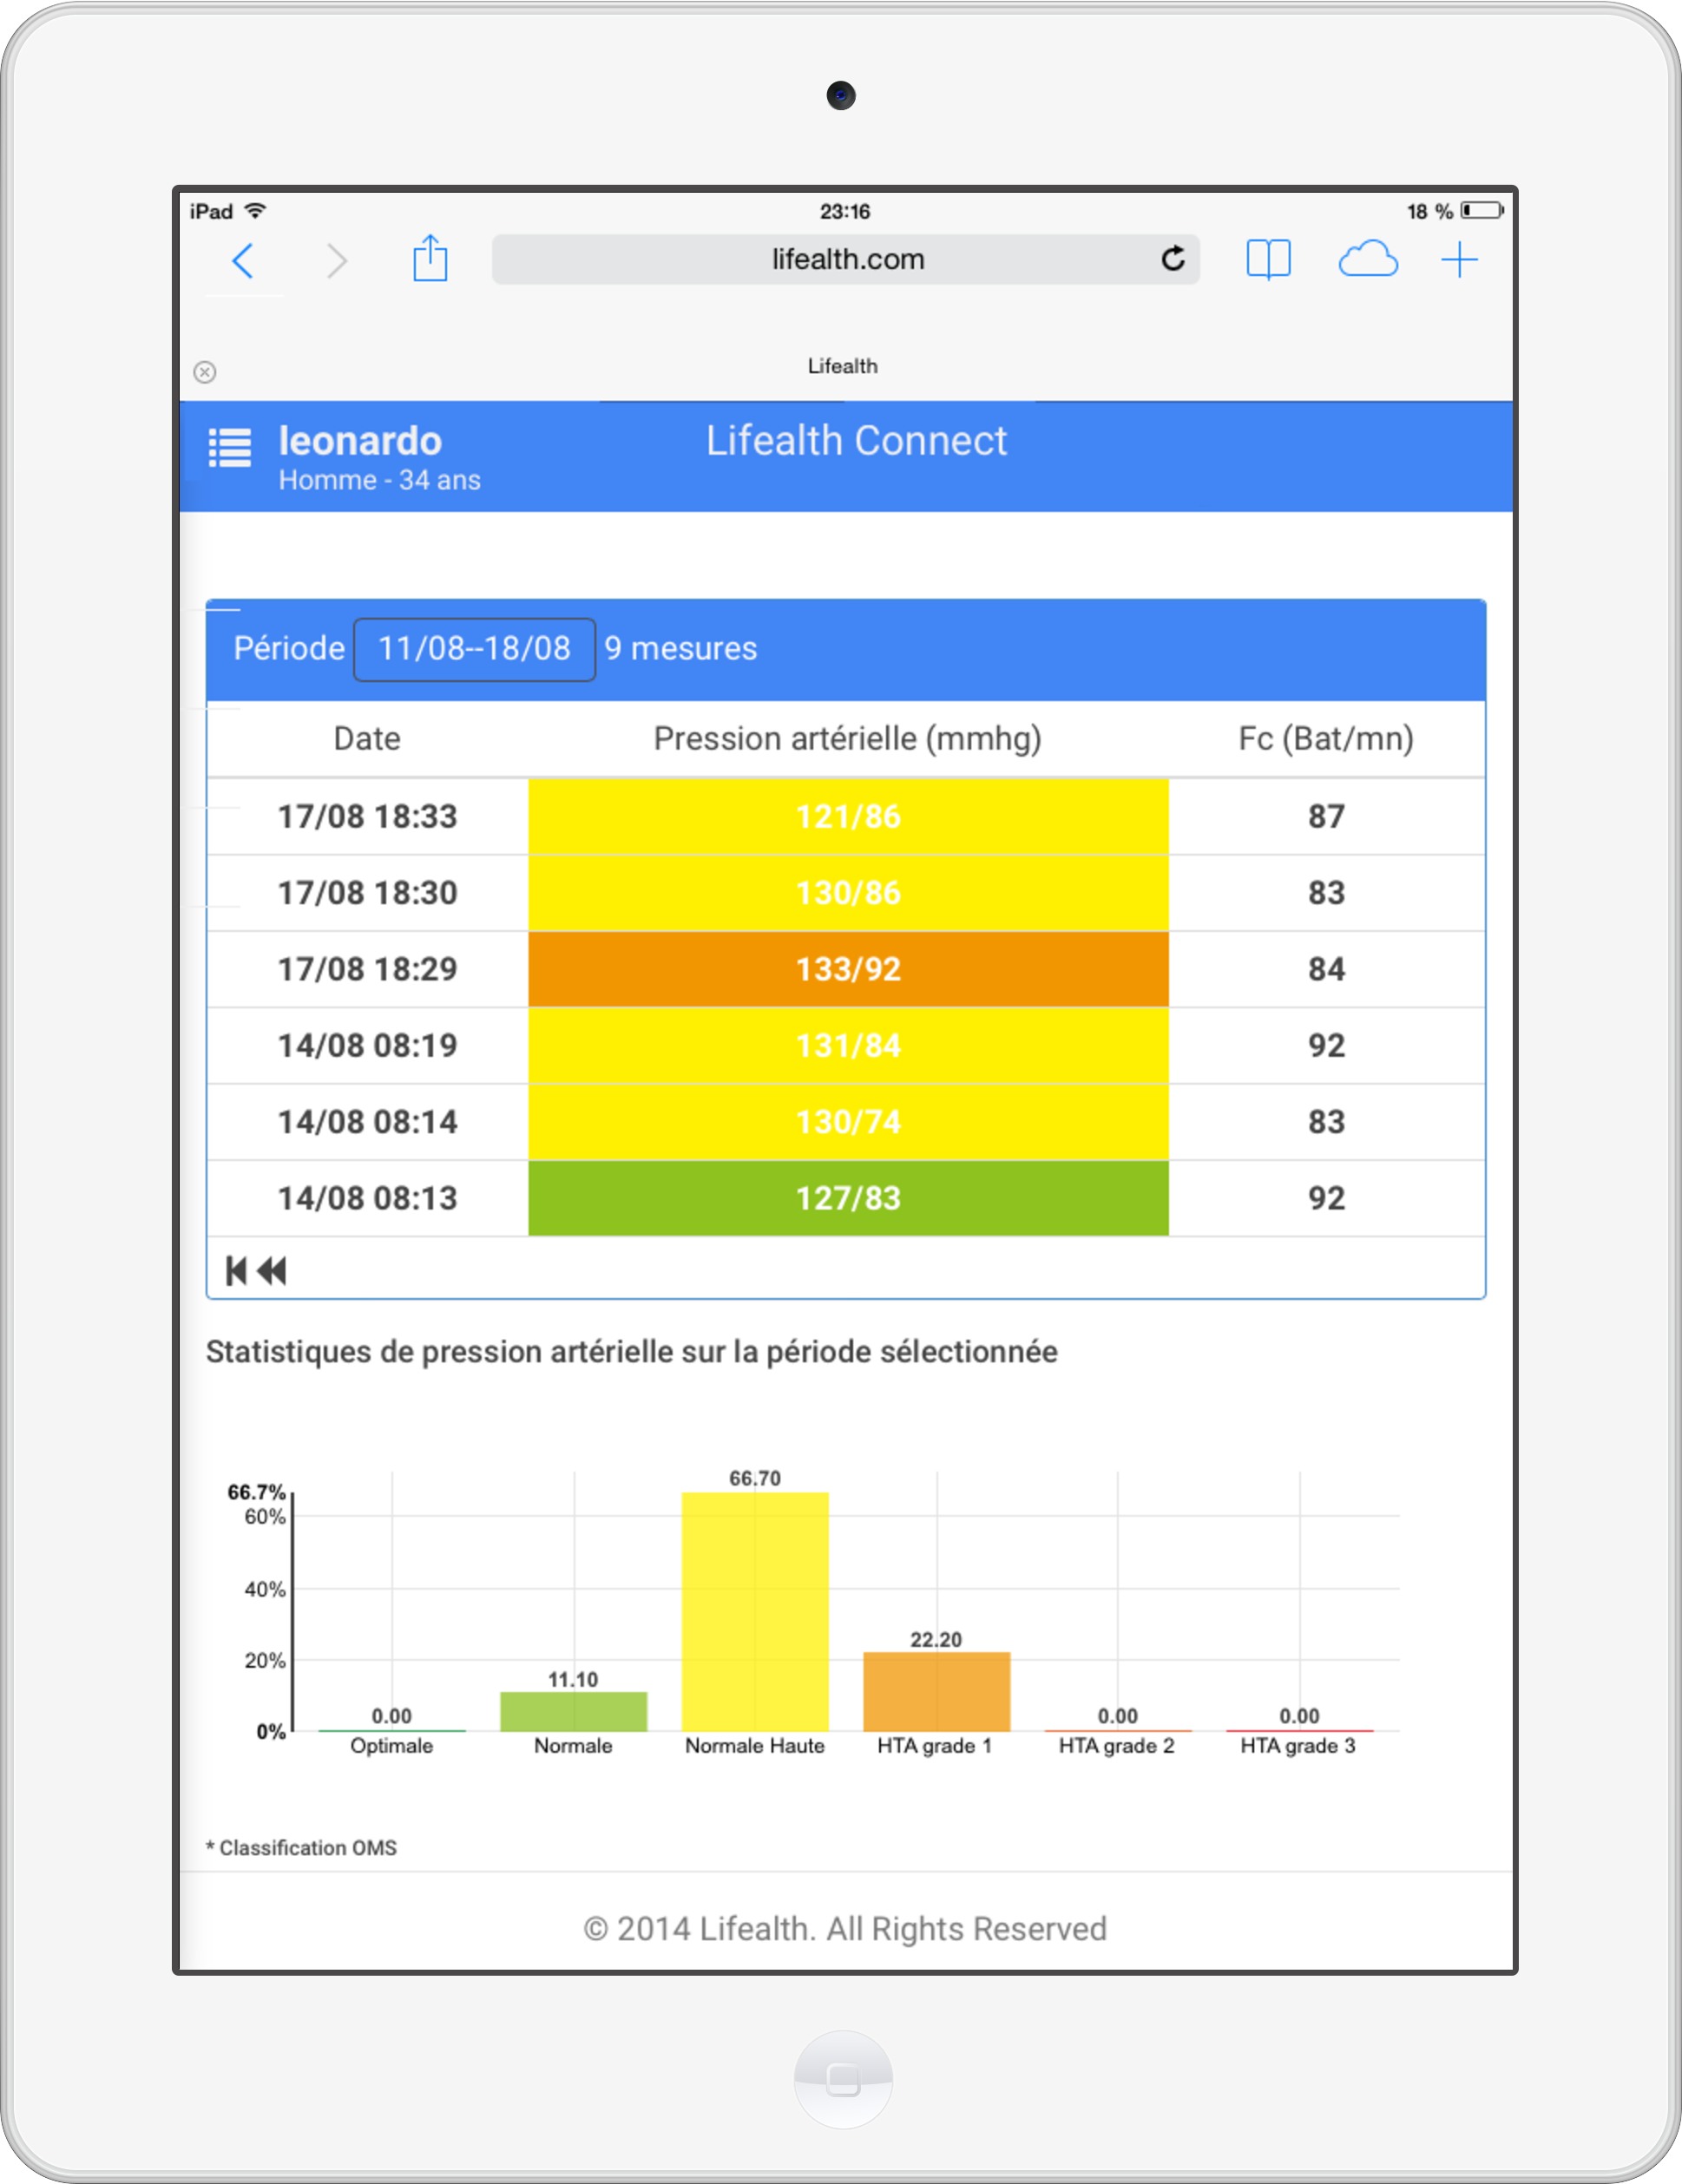 iPad 23:16 18 %
lifealth.com
Lifealth
leonardo Lifealth Connect
Homme - 34 ans
Période 11/08--18/08 9 mesures
Date Pression artérielle (mmhg) Fc (Bat/mn)
17/08 18:33 121/86 87
17/08 18:30 130/86 83
17/08 18:29 133/92 84
14/08 08:19 131/84 92
14/08 08:14 130/74 83
14/08 08:13 127/83 92
Statistiques de pression artérielle sur la période sélectionnée
66.70
66.7%
60%
40%
22.20
20%
11.10
0.00 0.00 0.00
0%
Optimale Normale Normale Haute HTA grade 1 HTA grade 2 HTA grade 3
* Classification OMS
© 2014 Lifealth. All Rights Reserved